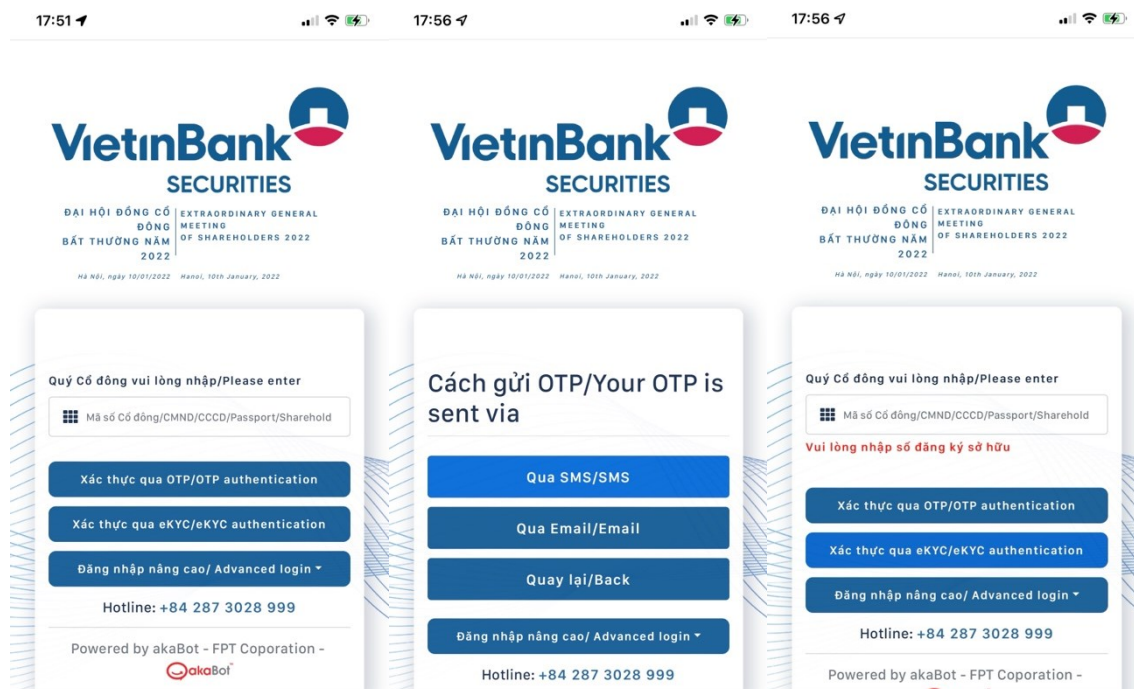 17:51
VietinBank
SECURITIES
ĐẠI HỘI ĐỒNG CỔ
ĐÔNG
BẤT THƯỜNG NĂM
2022
EXTRAORDINARY GENERAL
MEETING
OF SHAREHOLDERS 2022
Hà Nội, ngày 10/01/2022
Hanoi, 10th January, 2022
Quý Cổ đông vui lòng nhập/Please enter
Mã số Cổ đông/CMND/CCCD/Passport/Sharehold
Xác thực qua OTP/OTP authentication
Xác thực qua eKYC/eKYC authentication
Đăng nhập nâng cao/ Advanced login
Hotline: +84 287 3028 999
Powered by akaBot - FPT Coporation -
akaBot
17:56
VietinBank
SECURITIES
ĐẠI HỘI ĐỒNG CỔ
ĐÔNG
BẤT THƯỜNG NĂM
2022
EXTRAORDINARY GENERAL
MEETING
OF SHAREHOLDERS 2022
Hà Nội, ngày 10/01/2022
Hanoi, 10th January, 2022
Cách gửi OTP/Your OTP is
sent via
Qua SMS/SMS
Qua Email/Email
Quay lại/Back
Đăng nhập nâng cao/ Advanced login
Hotline: +84 287 3028 999
17:56
VietinBank
SECURITIES
ĐẠI HỘI ĐỒNG CỔ
ĐÔNG
BẤT THƯỜNG NĂM
2022
EXTRAORDINARY GENERAL
MEETING
OF SHAREHOLDERS 2022
Hà Nội, ngày 10/01/2022
Hanoi, 10th January, 2022
Quý Cổ đông vui lòng nhập/Please enter
Mã số Cổ đông/CMND/CCCD/Passport/Sharehold
Vui lòng nhập số đăng ký sở hữu
Xác thực qua OTP/OTP authentication
Xác thực qua eKYC/eKYC authentication
Đăng nhập nâng cao/ Advanced login
Hotline: +84 287 3028 999
Powered by akaBot - FPT Coporation -